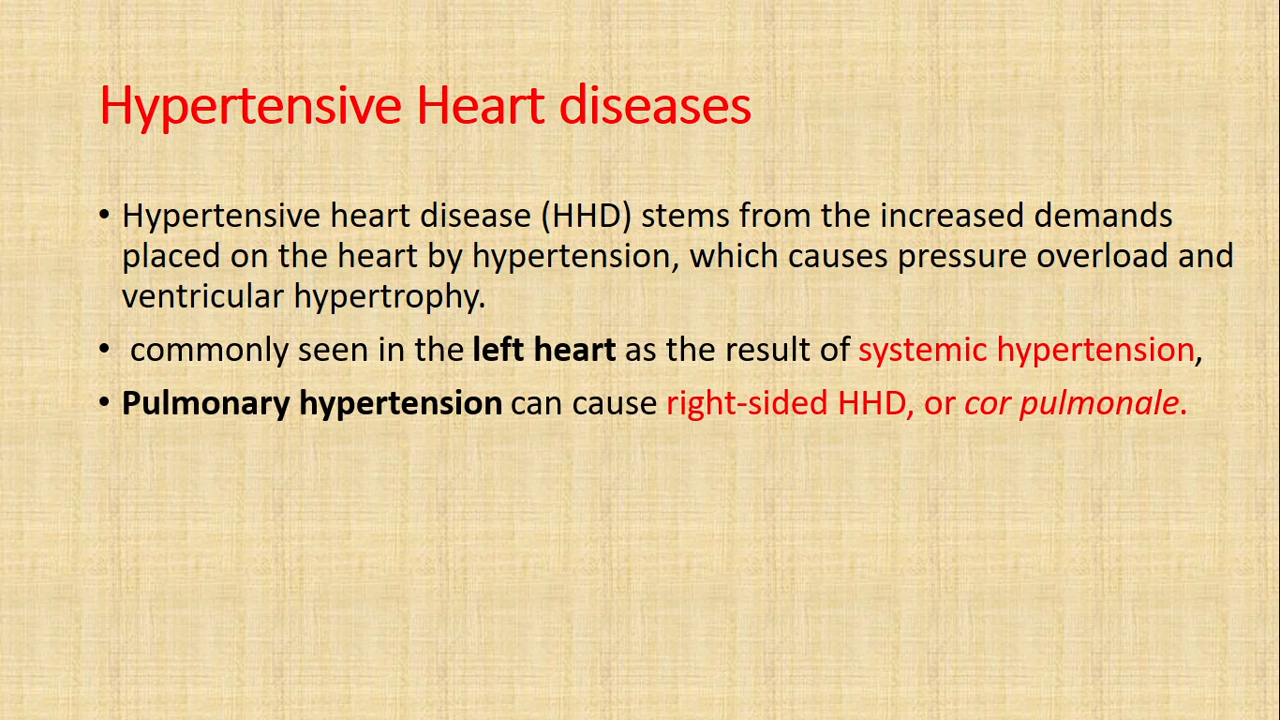 Hypertensive Heart diseases
• Hypertensive heart disease (HHD) stems from the increased demands
placed on the heart by hypertension, which causes pressure overload and
ventricular hypertrophy.
• commonly seen in the left heart as the result of systemic hypertension,
• Pulmonary hypertension can cause right-sided HHD, or cor pulmonale.